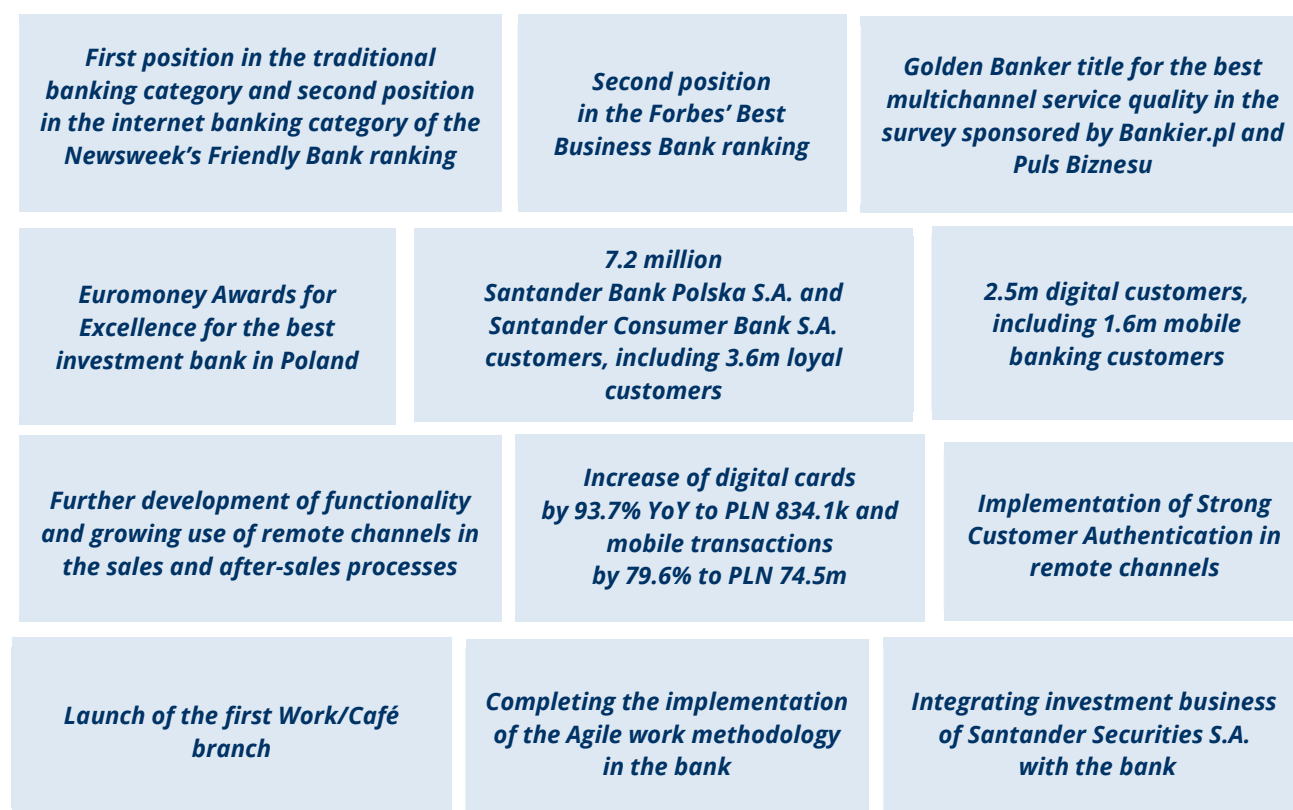 First position in the traditional
banking category and second position
in the internet banking category of the
Newsweek’s Friendly Bank ranking
Second position
in the Forbes’ Best
Business Bank ranking
Golden Banker title for the best
multichannel service quality in the
survey sponsored by Bankier.pl and
Puls Biznesu
Euromoney Awards for
Excellence for the best
investment bank in Poland
7.2 million
Santander Bank Polska S.A. and
Santander Consumer Bank S.A.
customers, including 3.6m loyal
customers
2.5m digital customers,
including 1.6m mobile
banking customers
Further development of functionality
and growing use of remote channels in
the sales and after-sales processes
Increase of digital cards
by 93.7% YoY to PLN 834.1k and
mobile transactions
by 79.6% to PLN 74.5m
Implementation of Strong
Customer Authentication in
remote channels
Launch of the first Work/Café
branch
Completing the implementation
of the Agile work methodology
in the bank
Integrating investment business
of Santander Securities S.A.
with the bank